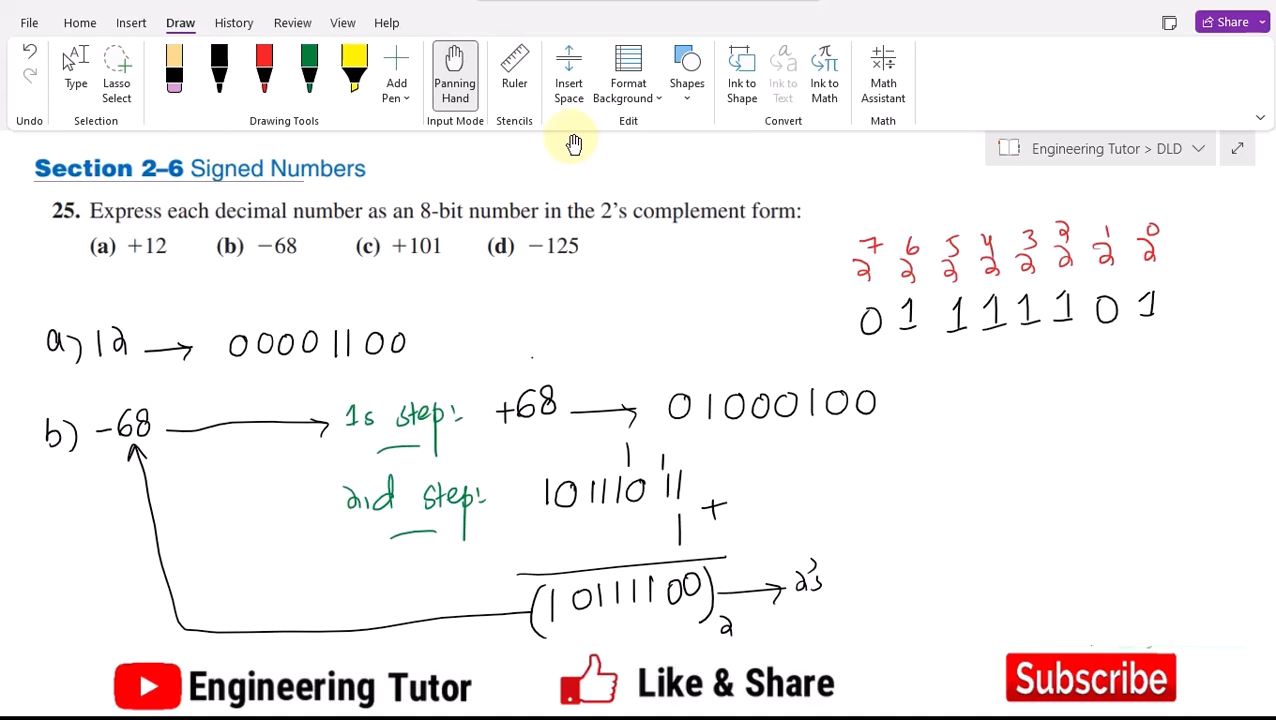 File Home Insert Draw History Review View Help Share
Type Lasso Select Add Pen Panning Hand Ruler Insert Space Format Background Shapes Ink to Shape Ink to Text Ink to Math Math Assistant
Undo Selection Drawing Tools Input Mode Stencils Edit Convert Math
Engineering Tutor > DLD
Section 2–6 Signed Numbers
25. Express each decimal number as an 8-bit number in the 2's complement form:
(a) +12 (b) −68 (c) +101 (d) −125
7 6 5 4 3 2 1 0
2 2 2 2 2 2 2 2
0 1 1 1 1 1 0 1
a) 12 → 00001100
b) −68 → 1s step: +68 → 01000100
1 1
2nd step: 10111011 +
1
(10111100)2 → 2's
Engineering Tutor Like & Share Subscribe